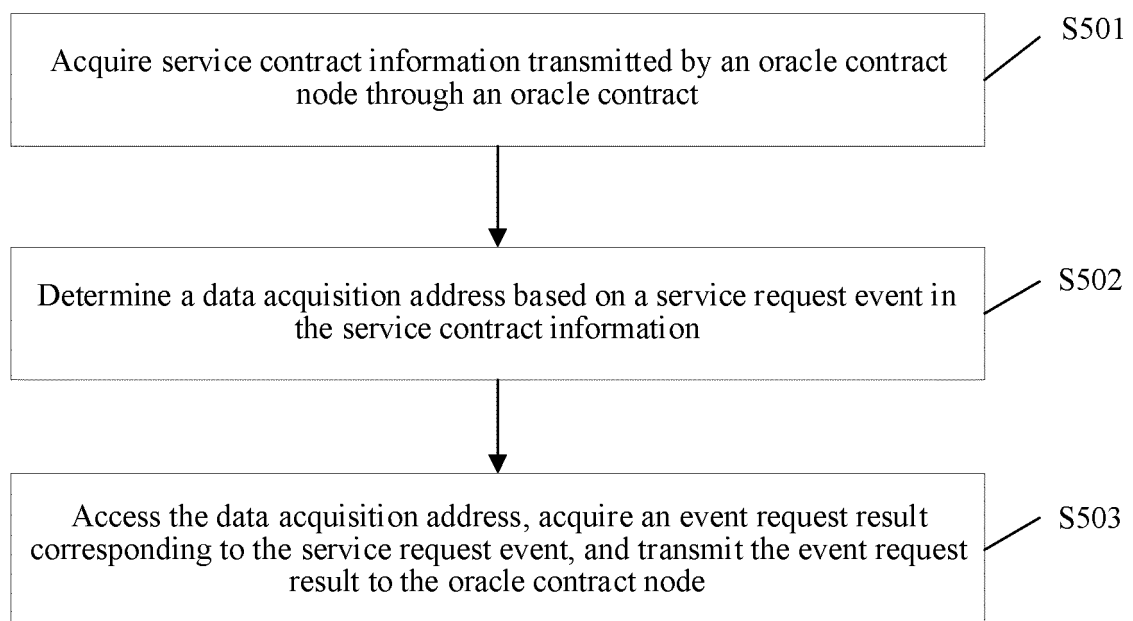 S501
Acquire service contract information transmitted by an oracle contract
node through an oracle contract
S502
Determine a data acquisition address based on a service request event in
the service contract information
S503
Access the data acquisition address, acquire an event request result
corresponding to the service request event, and transmit the event request
result to the oracle contract node